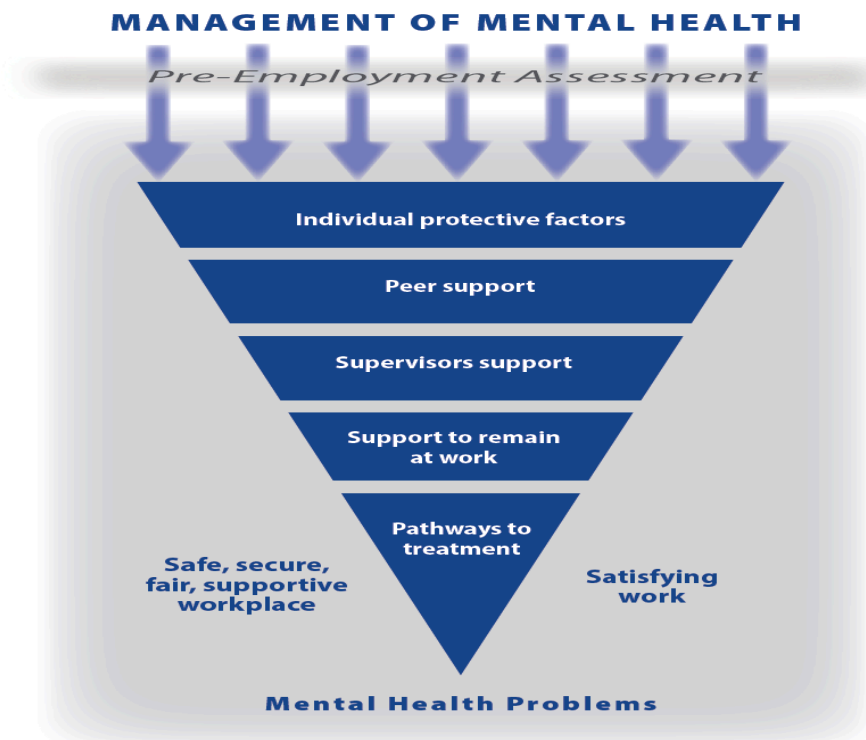 MANAGEMENT OF MENTAL HEALTH
Pre-Employment Assessment
Individual protective factors
Peer support
Supervisors support
Support to remain
at work
Pathways to
treatment
Safe, secure,
fair, supportive
workplace
Satisfying
work
Mental Health Problems